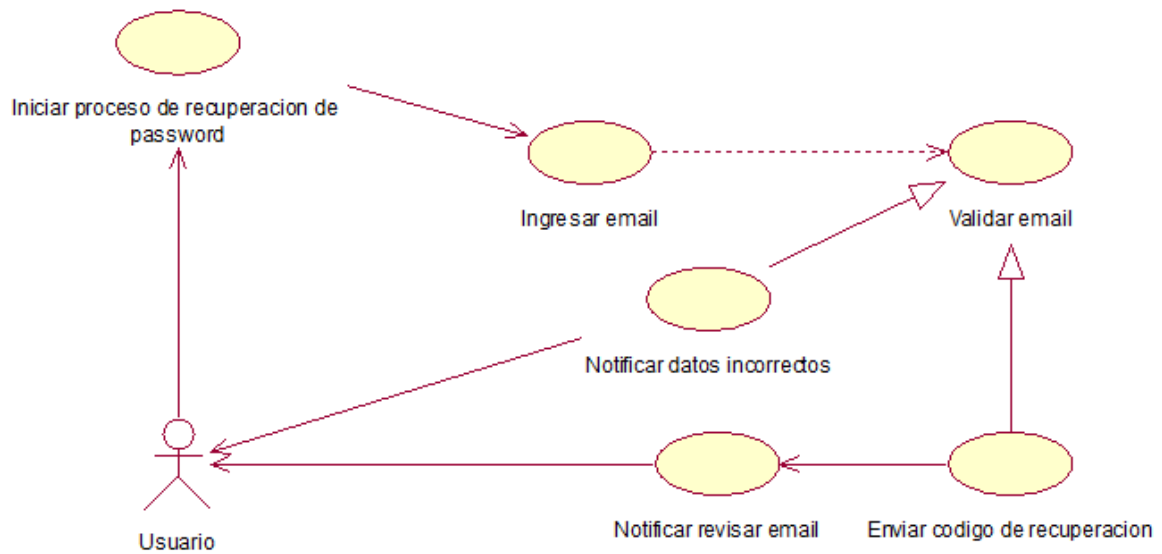 Iniciar proceso de recuperacion de
password
Ingresar email
Validar email
Notificar datos incorrectos
Notificar revisar email
Enviar codigo de recuperacion
Usuario